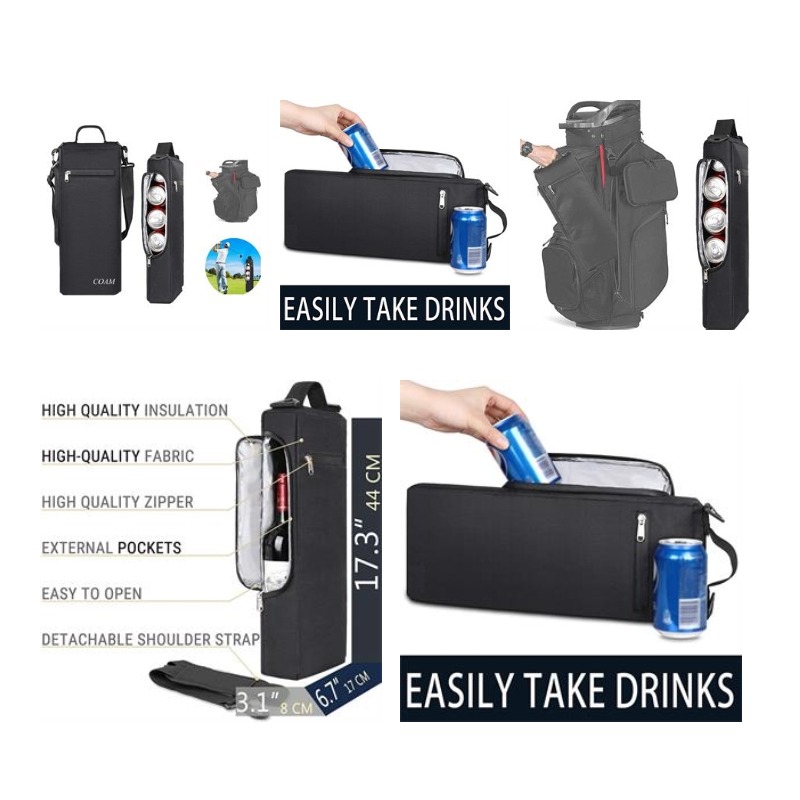 COAM
EASILY TAKE DRINKS
HIGH QUALITY INSULATION
HIGH-QUALITY FABRIC
HIGH QUALITY ZIPPER
EXTERNAL POCKETS
EASY TO OPEN
DETACHABLE SHOULDER STRAP
17.3" 44 CM
3.1" 8 CM
6.7" 17 CM
EASILY TAKE DRINKS